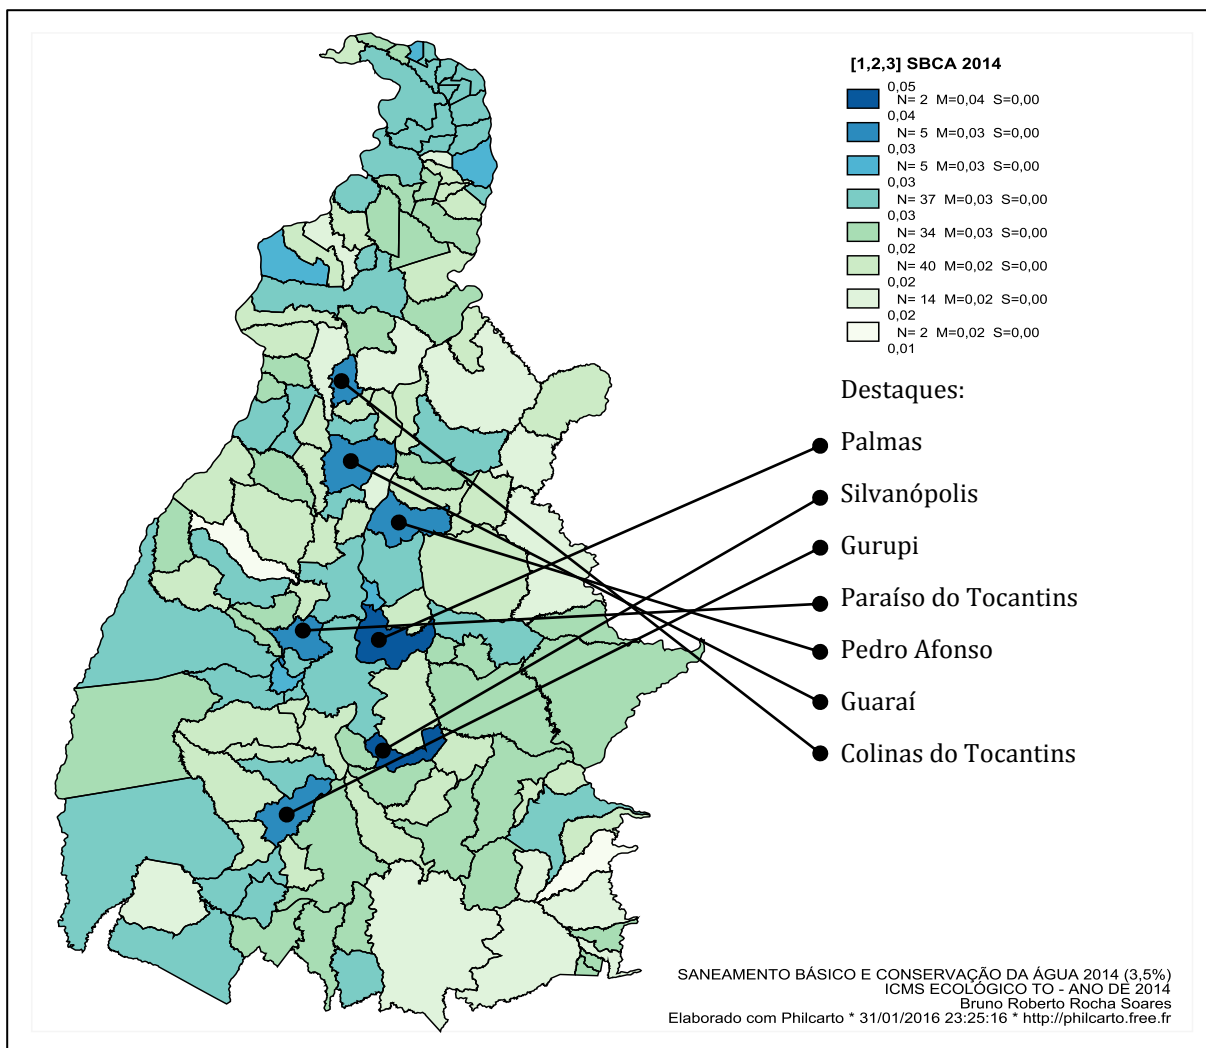 [1,2,3] SBCA 2014
0,05
N= 2 M=0,04 S=0,00
0,04
N= 5 M=0,03 S=0,00
0,03
N= 5 M=0,03 S=0,00
0,03
N= 37 M=0,03 S=0,00
0,03
N= 34 M=0,03 S=0,00
0,02
N= 40 M=0,02 S=0,00
0,02
N= 14 M=0,02 S=0,00
0,02
N= 2 M=0,02 S=0,00
0,01
Destaques:
Palmas
Silvanópolis
Gurupi
Paraíso do Tocantins
Pedro Afonso
Guaraí
Colinas do Tocantins
SANEAMENTO BÁSICO E CONSERVAÇÃO DA ÁGUA 2014 (3,5%)
ICMS ECOLÓGICO TO - ANO DE 2014
Bruno Roberto Rocha Soares
Elaborado com Philcarto * 31/01/2016 23:25:16 * http://philcarto.free.fr